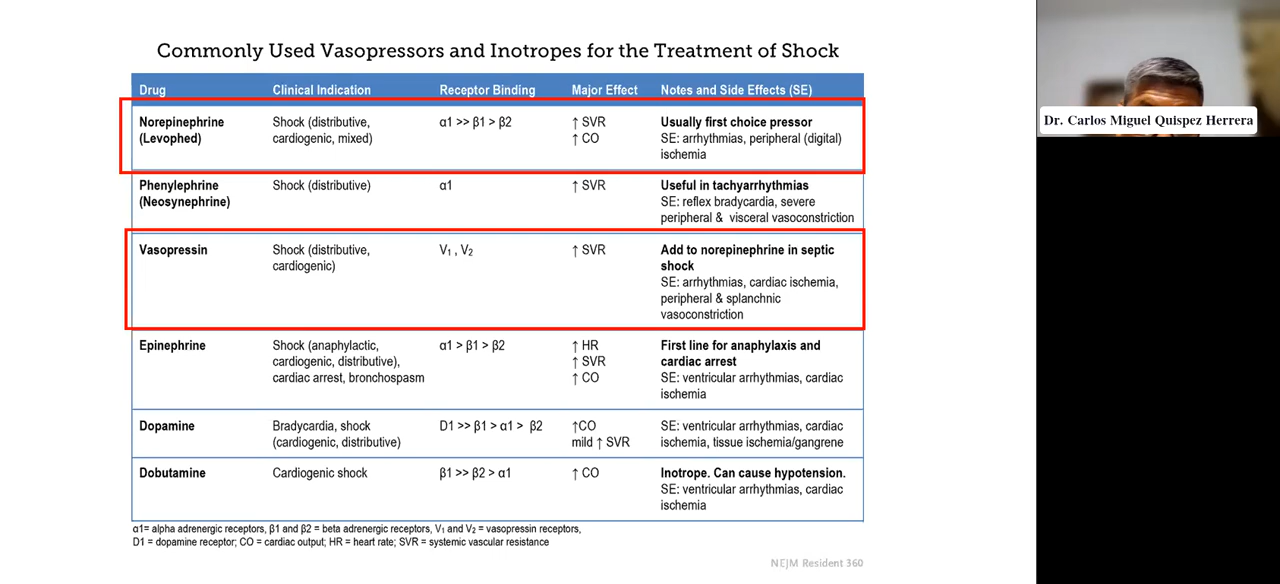 Commonly Used Vasopressors and Inotropes for the Treatment of Shock
Drug Clinical Indication Receptor Binding Major Effect Notes and Side Effects (SE)
Norepinephrine Shock (distributive, α1 >> β1 > β2 ↑ SVR Usually first choice pressor
(Levophed) cardiogenic, mixed) ↑ CO SE: arrhythmias, peripheral (digital)
ischemia
Phenylephrine Shock (distributive) α1 ↑ SVR Useful in tachyarrhythmias
(Neosynephrine) SE: reflex bradycardia, severe
peripheral & visceral vasoconstriction
Vasopressin Shock (distributive, V₁ , V₂ ↑ SVR Add to norepinephrine in septic
cardiogenic) shock
SE: arrhythmias, cardiac ischemia,
peripheral & splanchnic
vasoconstriction
Epinephrine Shock (anaphylactic, α1 > β1 > β2 ↑ HR First line for anaphylaxis and
cardiogenic, distributive), ↑ SVR cardiac arrest
cardiac arrest, bronchospasm ↑ CO SE: ventricular arrhythmias, cardiac
ischemia
Dopamine Bradycardia, shock D1 >> β1 > α1 > β2 ↑CO SE: ventricular arrhythmias, cardiac
(cardiogenic, distributive) mild ↑ SVR ischemia, tissue ischemia/gangrene
Dobutamine Cardiogenic shock β1 >> β2 > α1 ↑ CO Inotrope. Can cause hypotension.
SE: ventricular arrhythmias, cardiac
ischemia
α1= alpha adrenergic receptors, β1 and β2 = beta adrenergic receptors, V₁ and V₂ = vasopressin receptors,
D1 = dopamine receptor; CO = cardiac output; HR = heart rate; SVR = systemic vascular resistance
NEJM Resident 360
Dr. Carlos Miguel Quispez Herrera